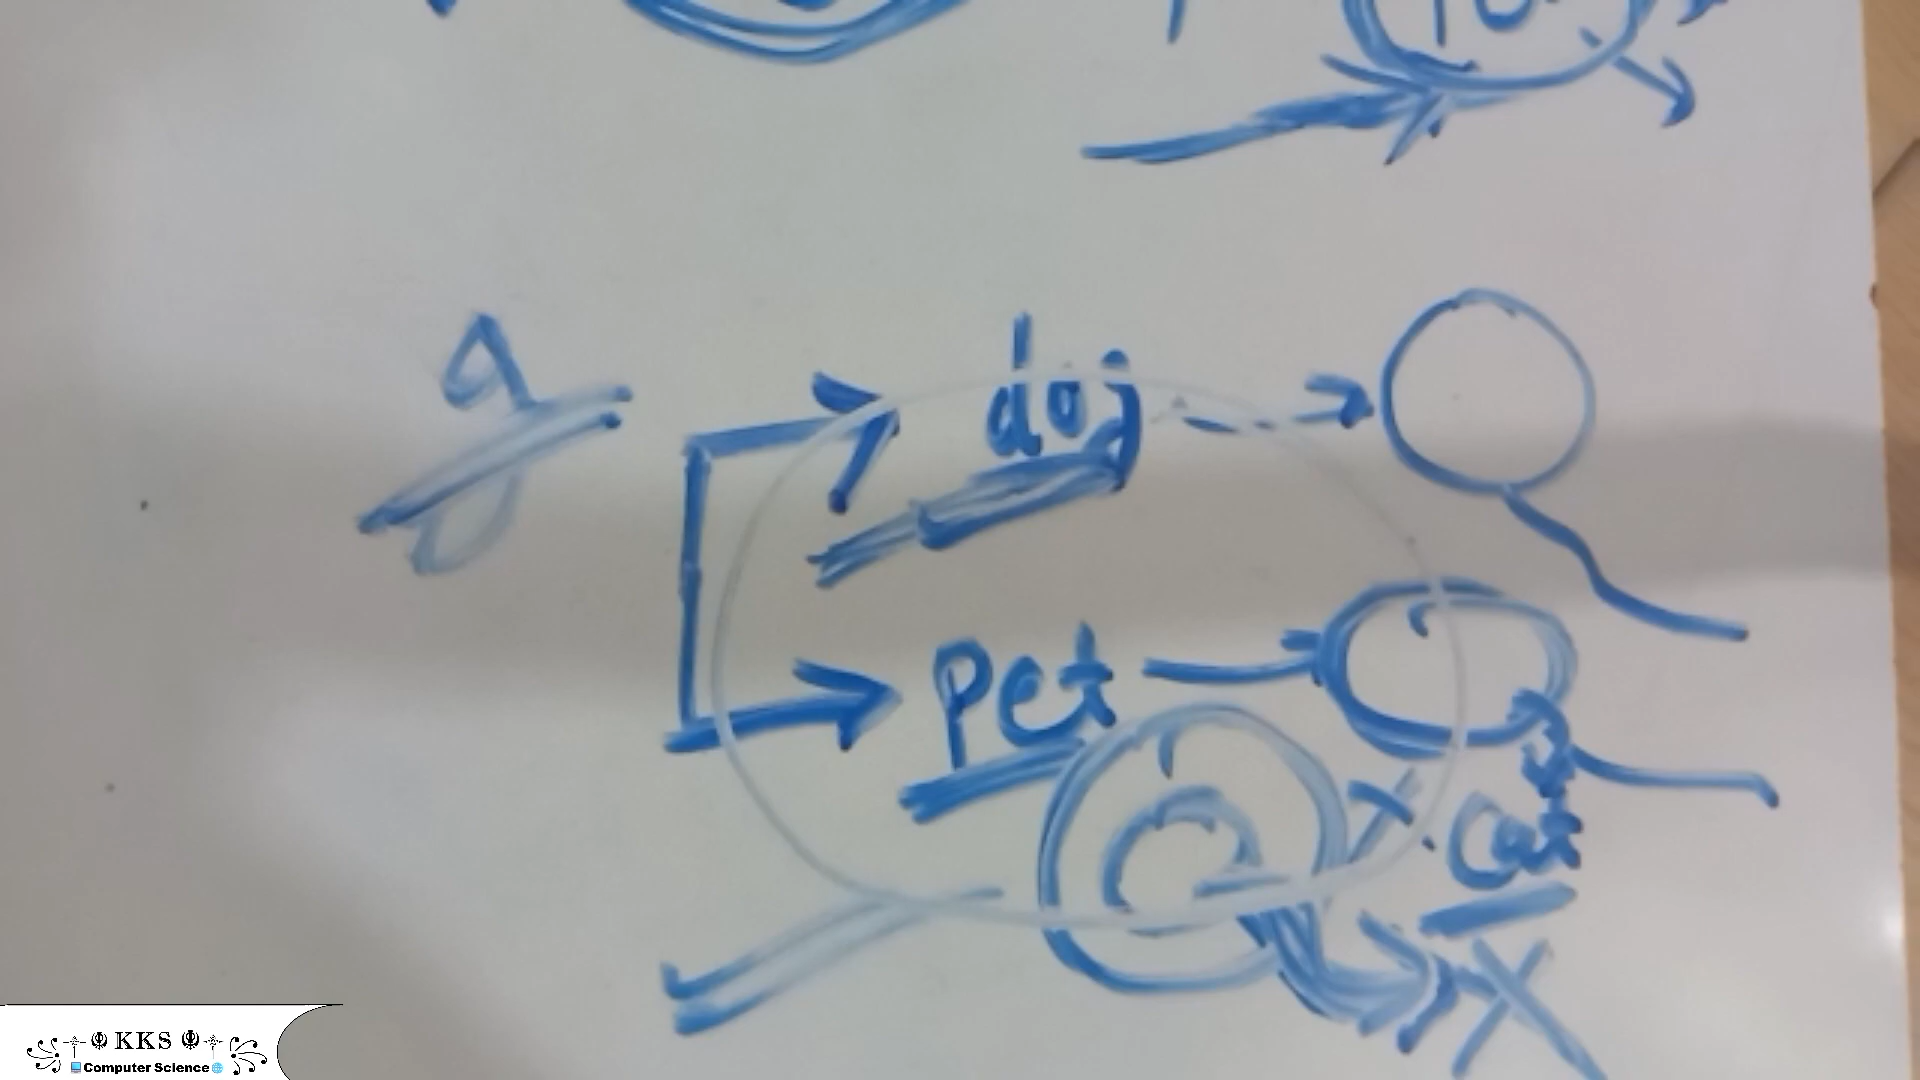 dog
pet
Cat
X
X
KKS
Computer Science